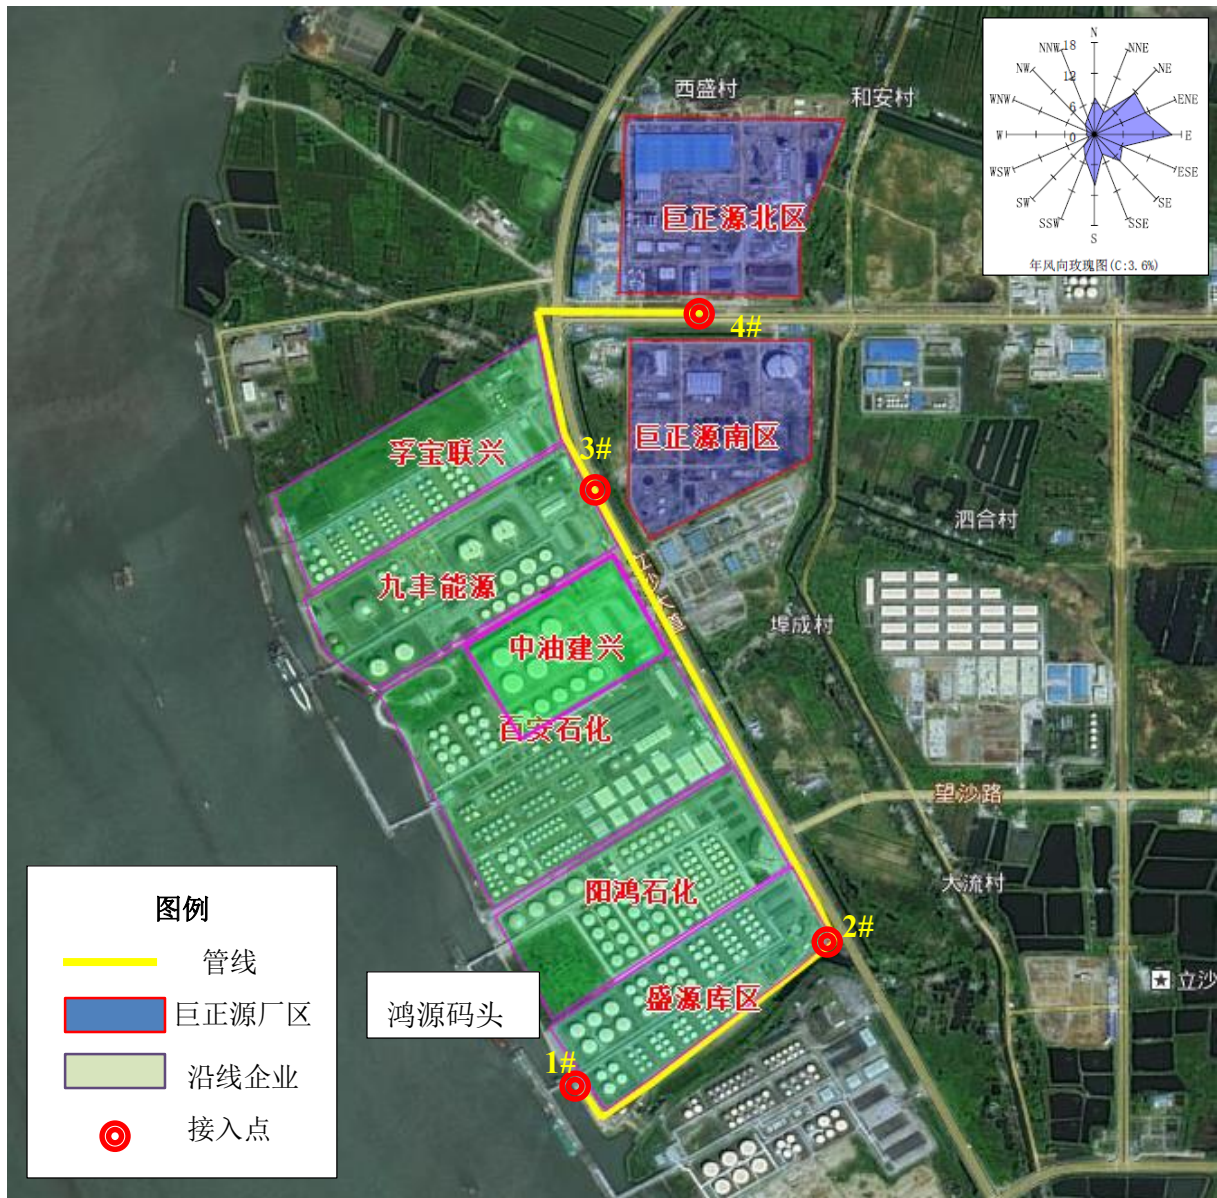 N
NNE
NE
ENE
E
ESE
SE
SSE
S
SSW
SW
WSW
W
WNW
NW
NNW
18
12
6
0
年风向玫瑰图(C:3.6%)
西盛村
和安村
巨正源北区
4#
巨正源南区
3#
孚宝联兴
泗合村
九丰能源
中油建兴
埠成村
百安石化
望沙路
大流村
阳鸿石化
2#
盛源库区
立沙
鸿源码头
1#
图例
管线
巨正源厂区
沿线企业
接入点